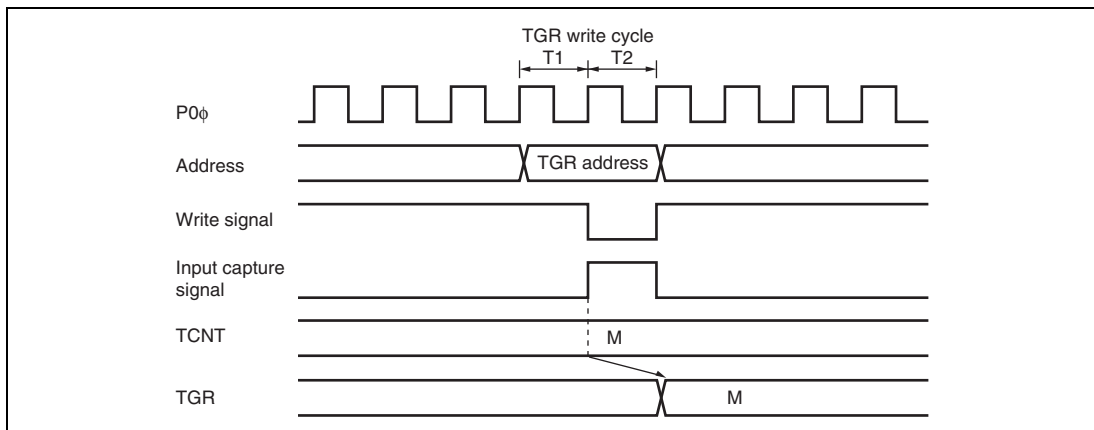 TGR write cycle
T1 T2
P0ϕ
Address
TGR address
Write signal
Input capture
signal
TCNT
M
TGR
M